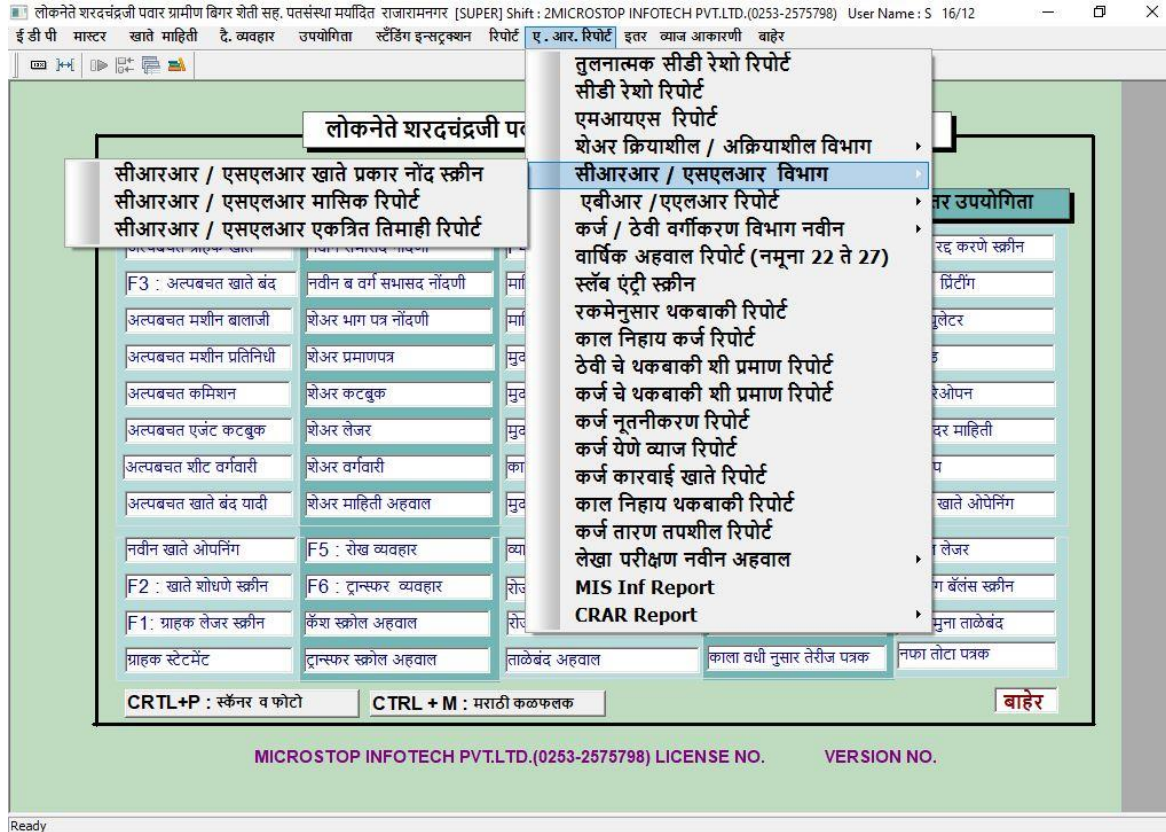 लोकनेते शरदचंद्रजी पवार ग्रामीण बिगर शेती सह. पतसंस्था मर्यादित राजारामनगर [SUPER] Shift : 2MICROSTOP INFOTECH PVT.LTD.(0253-2575798) User Name : S 16/12
ई डी पी मास्टर खाते माहिती दै. व्यवहार उपयोगिता स्टँडिंग इन्सट्रक्शन रिपोर्ट ए . आर. रिपोर्ट इतर व्याज आकारणी बाहेर
तुलनात्मक सीडी रेशो रिपोर्ट
सीडी रेशो रिपोर्ट
एमआयएस रिपोर्ट
लोकनेते शरदचंद्रजी
शेअर क्रियाशील / अक्रियाशील विभाग
सीआरआर / एसएलआर विभाग
सीआरआर / एसएलआर खाते प्रकार नोंद स्क्रीन
सीआरआर / एसएलआर मासिक रिपोर्ट
सीआरआर / एसएलआर एकत्रित तिमाही रिपोर्ट
एबीआर /एएलआर रिपोर्ट
उपयोगिता
कर्ज / ठेवी वर्गीकरण विभाग नवीन
वार्षिक अहवाल रिपोर्ट (नमूना 22 ते 27)
रद्द करणे स्क्रीन
F3 : अल्पबचत खाते बंद नवीन ब वर्ग सभासद नोंदणी
स्लॅब एंट्री स्क्रीन
प्रिंटींग
रकमेनुसार थकबाकी रिपोर्ट
अल्पबचत मशीन बालाजी शेअर भाग पत्र नोंदणी
काल निहाय कर्ज रिपोर्ट
अल्पबचत मशीन प्रतिनिधी शेअर प्रमाणपत्र
ठेवी चे थकबाकी शी प्रमाण रिपोर्ट
अल्पबचत कमिशन शेअर कटबुक
कर्ज चे थकबाकी शी प्रमाण रिपोर्ट
कर्ज नूतनीकरण रिपोर्ट
अल्पबचत एजंट कटबुक शेअर लेजर
माहिती
कर्ज येणे व्याज रिपोर्ट
अल्पबचत शीट वर्गवारी शेअर वर्गवारी
कर्ज कारवाई खाते रिपोर्ट
अल्पबचत खाते बंद यादी शेअर माहिती अहवाल
काल निहाय थकबाकी रिपोर्ट
खाते ओपेनिंग
कर्ज तारण तपशील रिपोर्ट
नवीन खाते ओपनिंग F5 : रोख व्यवहार
लेखा परीक्षण नवीन अहवाल
लेजर
F2 : खाते शोधणे स्क्रीन F6 : ट्रान्स्फर व्यवहार
MIS Inf Report
बॅलंस स्क्रीन
F1: ग्राहक लेजर स्क्रीन कॅश स्क्रोल अहवाल
CRAR Report
ताळेबंद
ग्राहक स्टेटमेंट ट्रान्स्फर स्क्रोल अहवाल ताळेबंद अहवाल काला वधी नुसार तेरीज पत्रक नफा तोटा पत्रक
CRTL+P : स्कॅनर व फोटो CTRL + M : मराठी कळफलक बाहेर
MICROSTOP INFOTECH PVT.LTD.(0253-2575798) LICENSE NO. VERSION NO.
Ready